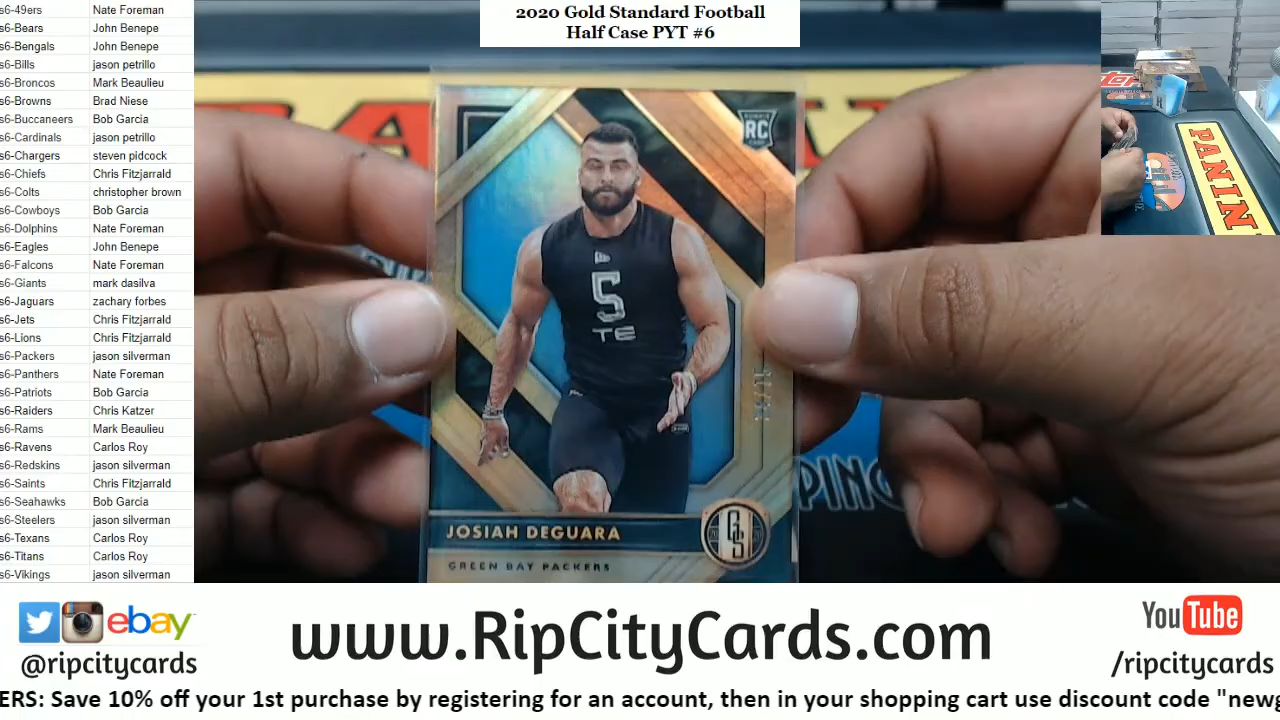 2020 Gold Standard Football
Half Case PYT #6
s6-49ers Nate Foreman
s6-Bears John Benepe
s6-Bengals John Benepe
s6-Bills jason petrillo
s6-Broncos Mark Beaulieu
s6-Browns Brad Niese
s6-Buccaneers Bob Garcia
s6-Cardinals jason petrillo
s6-Chargers steven pidcock
s6-Chiefs Chris Fitzjarrald
s6-Colts christopher brown
s6-Cowboys Bob Garcia
s6-Dolphins Nate Foreman
s6-Eagles John Benepe
s6-Falcons Nate Foreman
s6-Giants mark dasilva
s6-Jaguars zachary forbes
s6-Jets Chris Fitzjarrald
s6-Lions Chris Fitzjarrald
s6-Packers jason silverman
s6-Panthers Nate Foreman
s6-Patriots Bob Garcia
s6-Raiders Chris Katzer
s6-Rams Mark Beaulieu
s6-Ravens Carlos Roy
s6-Redskins jason silverman
s6-Saints Chris Fitzjarrald
s6-Seahawks Bob Garcia
s6-Steelers jason silverman
s6-Texans Carlos Roy
s6-Titans Carlos Roy
s6-Vikings jason silverman
RC
5
TE
JOSIAH DEGUARA
GS
GREEN BAY PACKERS
PANINI
ebay
@ripcitycards
www.RipCityCards.com
YouTube
/ripcitycards
ERS: Save 10% off your 1st purchase by registering for an account, then in your shopping cart use discount code "newg